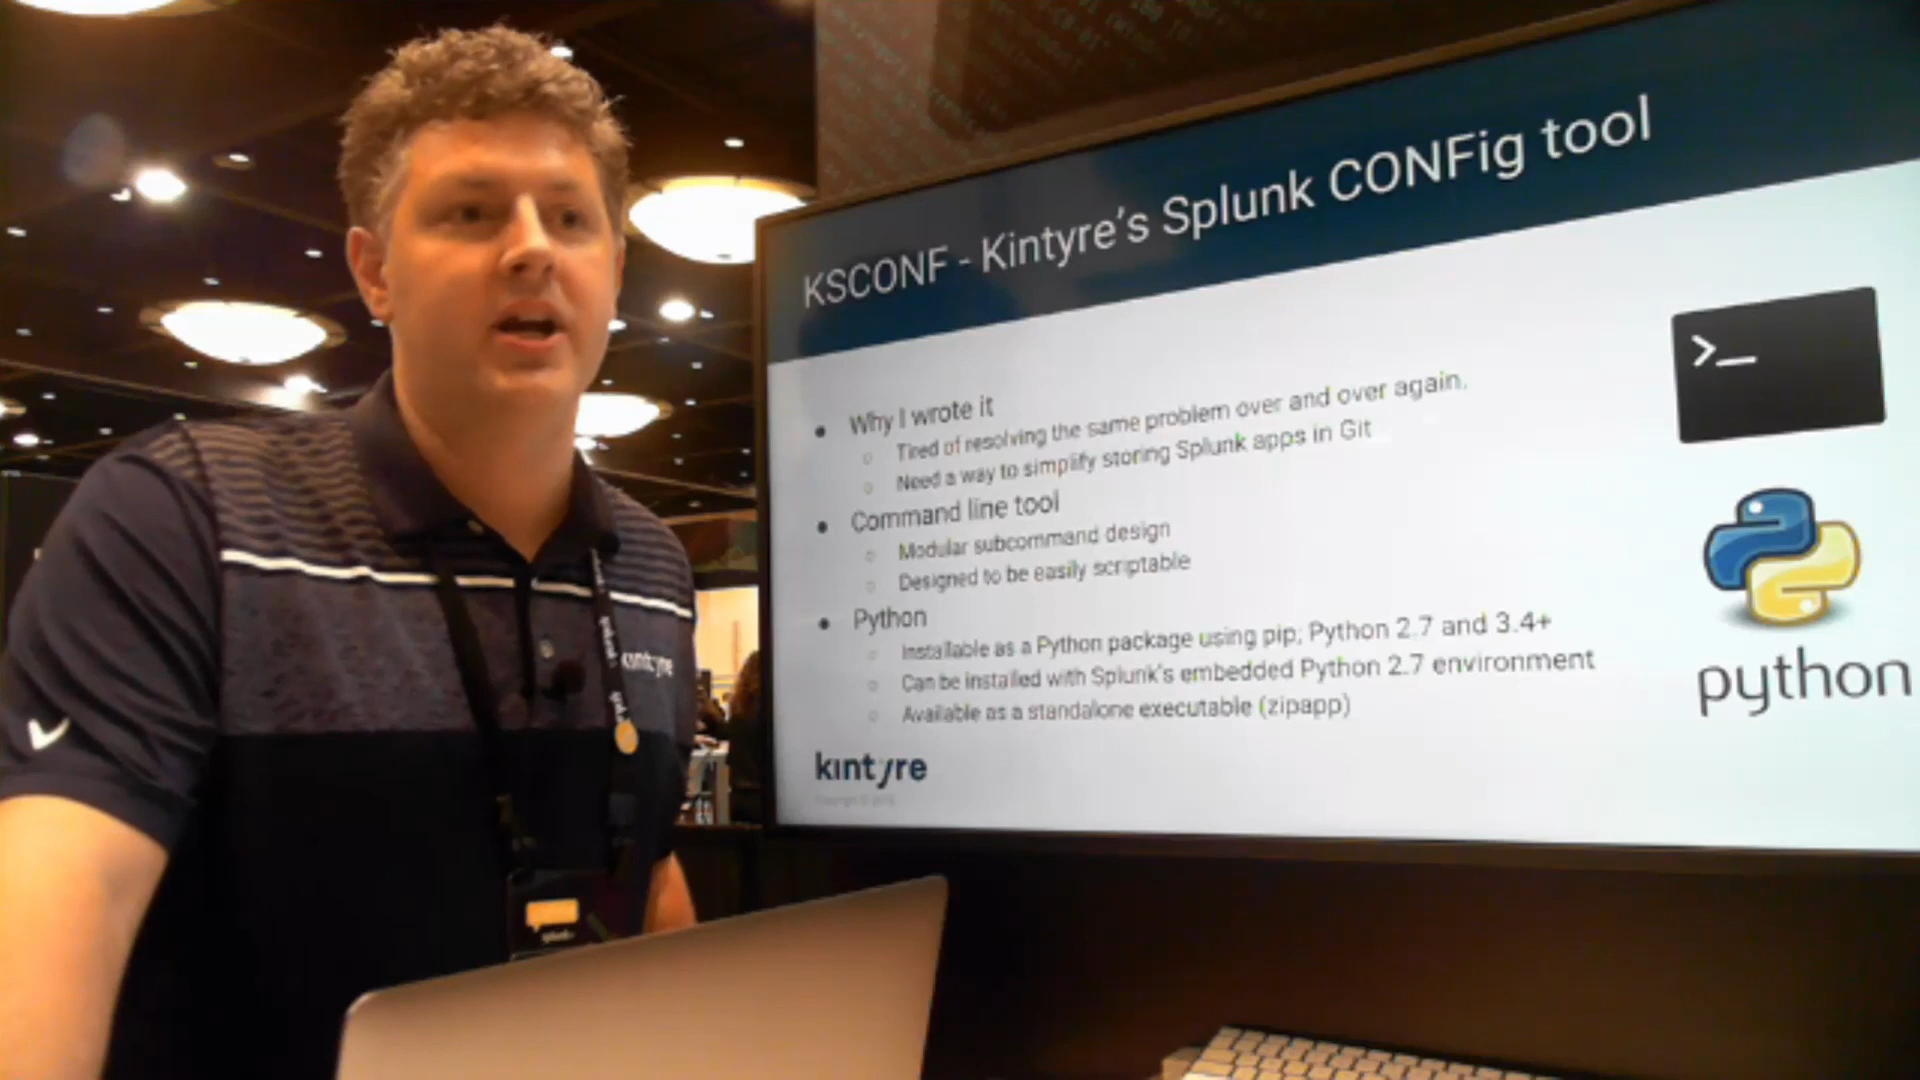 KSCONF - Kintyre's Splunk CONFig tool
Why I wrote it
Tired of resolving the same problem over and over again.
Need a way to simplify storing Splunk apps in Git
Command line tool
Modular subcommand design
Designed to be easily scriptable
Python
Installable as a Python package using pip; Python 2.7 and 3.4+
Can be installed with Splunk's embedded Python 2.7 environment
Available as a standalone executable (zipapp)
>_
python
kintyre
kintyre